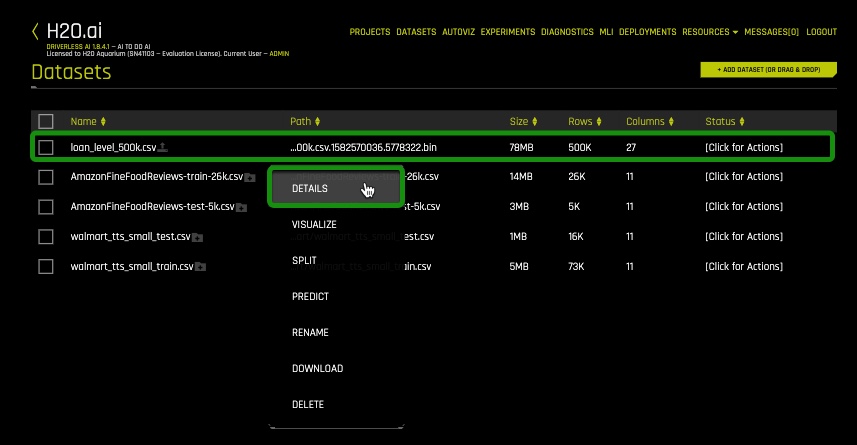 H2O.ai
DRIVERLESS AI 1.8.4.1 – AI TO DO AI
Licensed to H2O Aquarium (SN41103 – Evaluation License). Current User – ADMIN
PROJECTS DATASETS AUTOVIZ EXPERIMENTS DIAGNOSTICS MLI DEPLOYMENTS RESOURCES MESSAGES[0] LOGOUT
Datasets
+ ADD DATASET (OR DRAG & DROP)
Name Path Size Rows Columns Status
loan_level_500k.csv ...00k.csv.1582570036.5778322.bin 78MB 500K 27 [Click for Actions]
AmazonFineFoodReviews-train-26k.csv -26k.csv 14MB 26K 11 [Click for Actions]
DETAILS
AmazonFineFoodReviews-test-5k.csv st-5k.csv 3MB 5K 11 [Click for Actions]
VISUALIZE
walmart_tts_small_test.csv ...ort/walmart_tts_small_test.csv 1MB 16K 11 [Click for Actions]
SPLIT
walmart_tts_small_train.csv walmart_tts_small_train.csv 5MB 73K 11 [Click for Actions]
PREDICT
RENAME
DOWNLOAD
DELETE